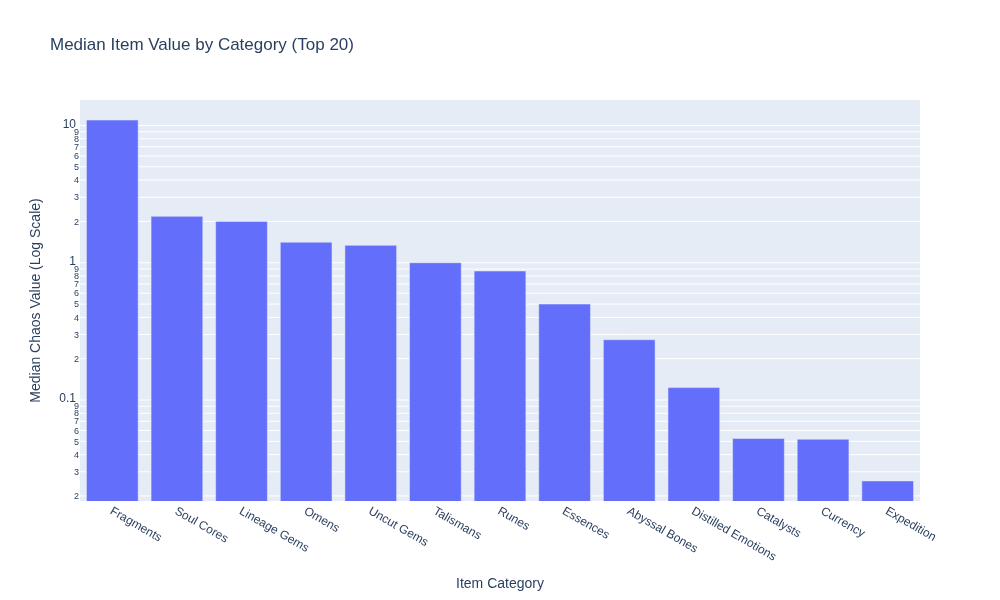 Median Item Value by Category (Top 20)
Median Chaos Value (Log Scale)
10
9
8
7
6
5
4
3
2
1
9
8
7
6
5
4
3
2
0.1
9
8
7
6
5
4
3
2
Fragments
Soul Cores
Lineage Gems
Omens
Uncut Gems
Talismans
Runes
Essences
Abyssal Bones
Distilled Emotions
Catalysts
Currency
Expedition
Item Category